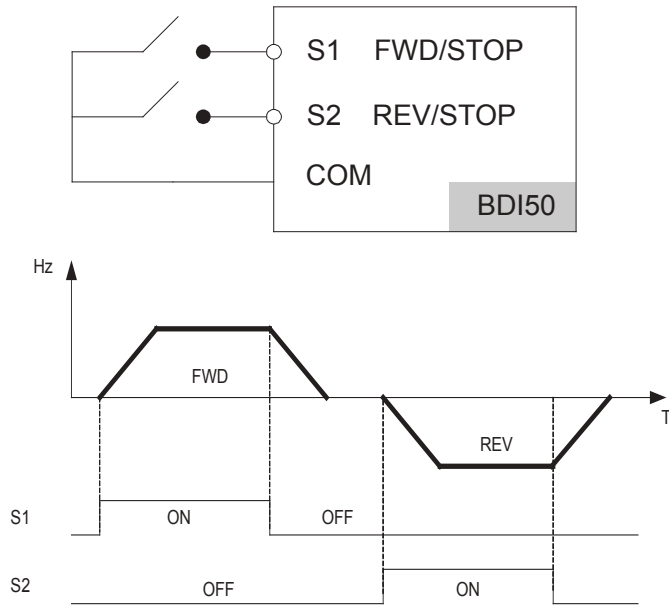 S1 FWD/STOP
S2 REV/STOP
COM
BDI50
Hz
FWD
T
REV
S1 ON OFF
S2 OFF ON